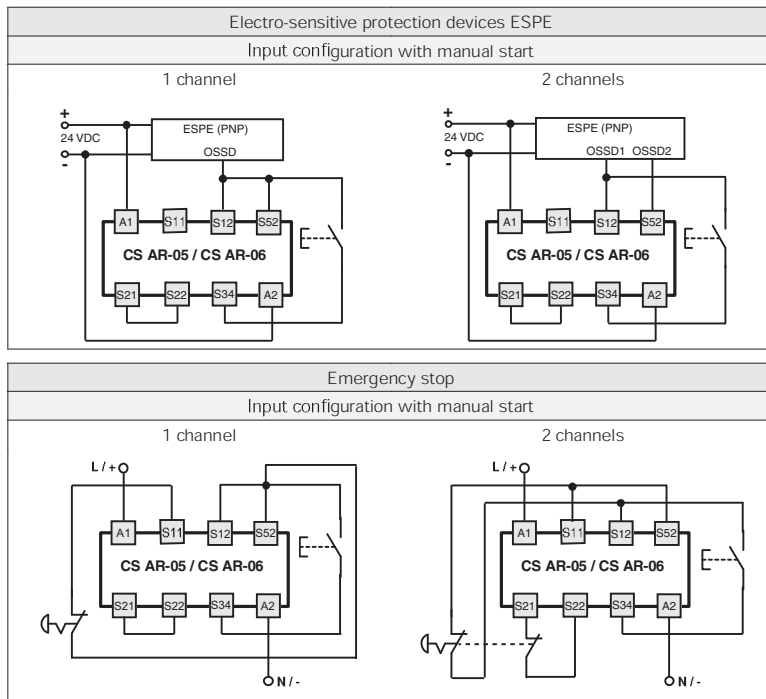 Electro-sensitive protection devices ESPE
Input configuration with manual start
1 channel
2 channels
+
24 VDC
-
ESPE (PNP)
OSSD
A1 S11 S12 S52
CS AR-05 / CS AR-06
S21 S22 S34 A2
+
24 VDC
-
ESPE (PNP)
OSSD1 OSSD2
A1 S11 S12 S52
CS AR-05 / CS AR-06
S21 S22 S34 A2
Emergency stop
Input configuration with manual start
1 channel
2 channels
L / +
A1 S11 S12 S52
CS AR-05 / CS AR-06
S21 S22 S34 A2
N / -
L / +
A1 S11 S12 S52
CS AR-05 / CS AR-06
S21 S22 S34 A2
N / -